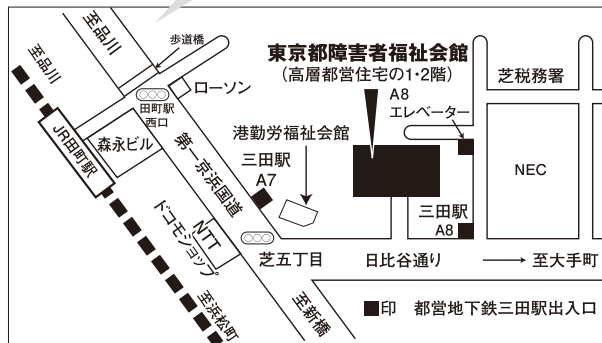 至品川
至品川
歩道橋
ローソン
田町駅
西口
JR田町駅
森永ビル
第一京浜国道
東京都障害者福祉会館
(高層都営住宅の1・2階)
A8
エレベーター
芝税務署
港勤労福祉会館
三田駅
A7
NEC
三田駅
A8
NTT
ドコモショップ
芝五丁目
日比谷通り
至大手町
至浜松町
至新橋
■印 都営地下鉄三田駅出入口